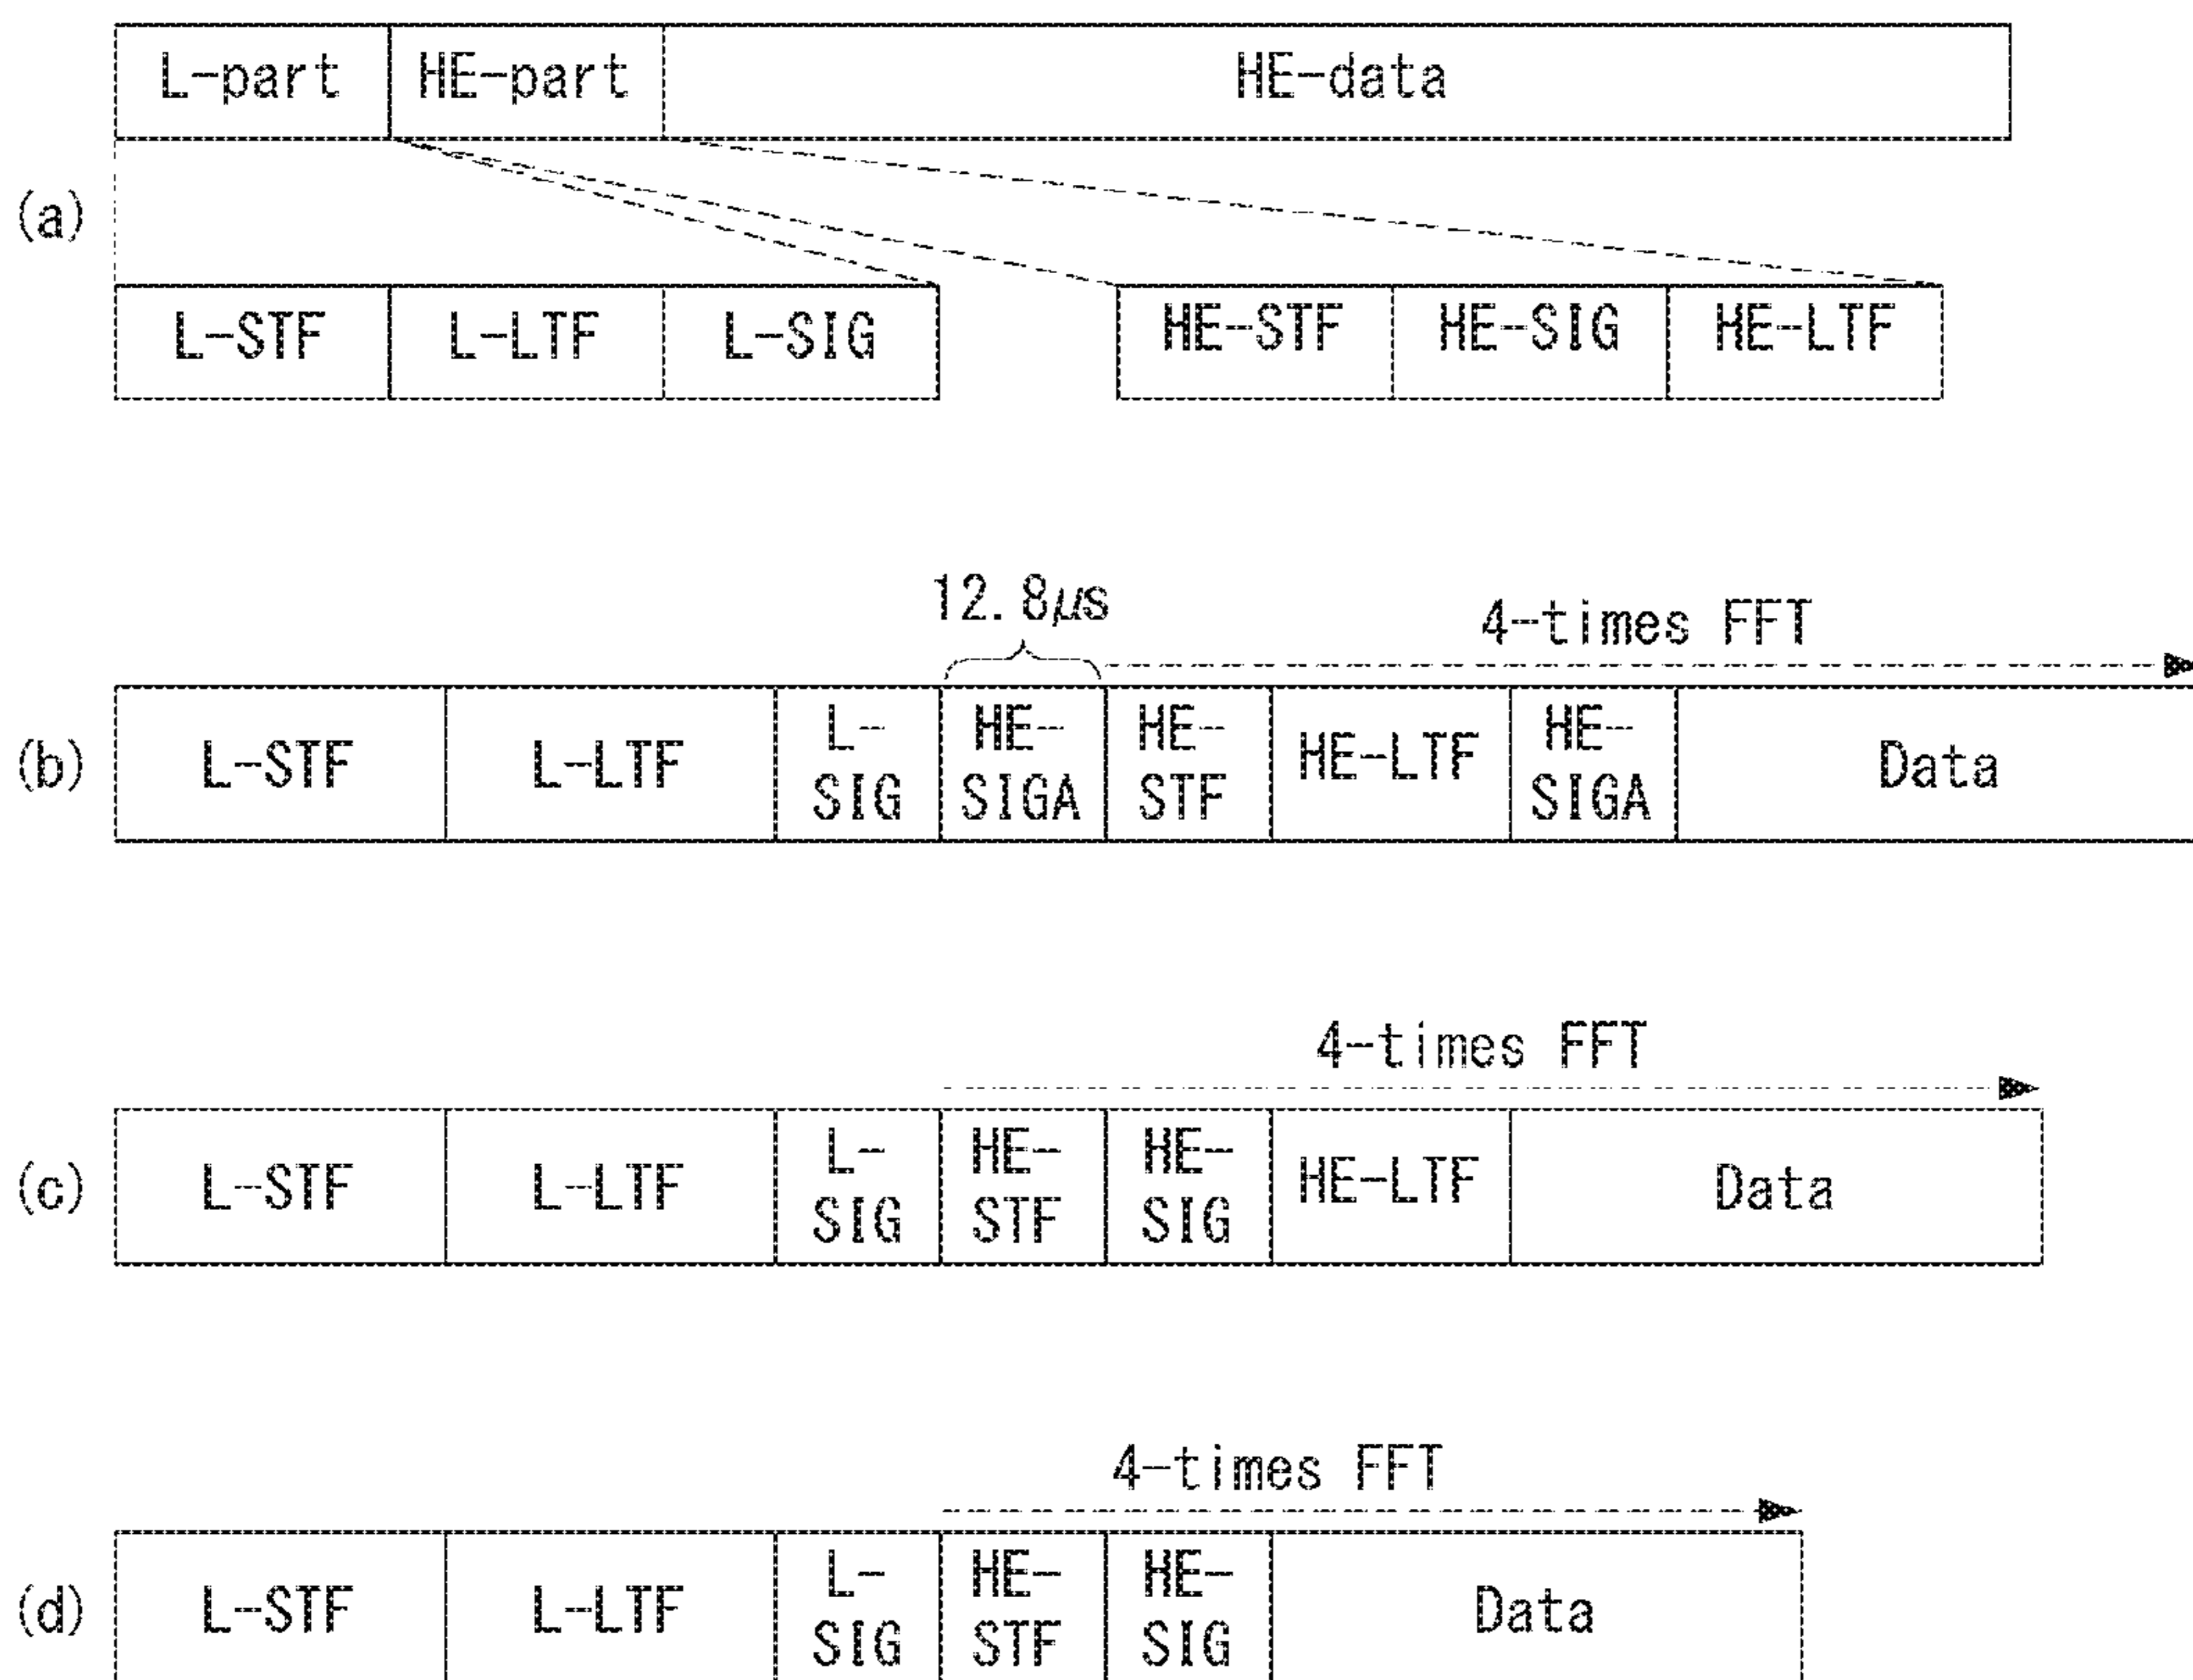 L-part HE-part HE-data
(a)
L-STF L-LTF L-SIG HE-STF HE-SIG HE-LTF
12.8μs
4-times FFT
(b) L-STF L-LTF L-SIG HE-SIGA HE-STF HE-LTF HE-SIGA Data
4-times FFT
(c) L-STF L-LTF L-SIG HE-STF HE-SIG HE-LTF Data
4-times FFT
(d) L-STF L-LTF L-SIG HE-STF HE-SIG Data